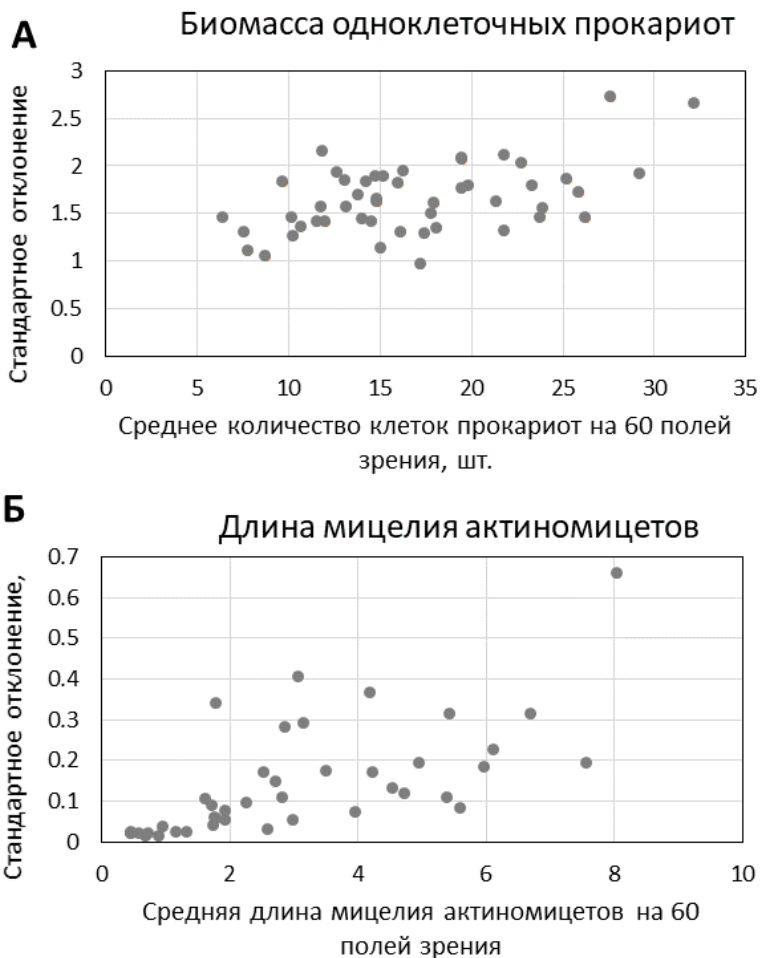 А
Биомасса одноклеточных прокариот
Стандартное отклонение
3
2.5
2
1.5
1
0.5
0
0 5 10 15 20 25 30 35
Среднее количество клеток прокариот на 60 полей
зрения, шт.
Б
Длина мицелия актиномицетов
Стандартное отклонение,
0.7
0.6
0.5
0.4
0.3
0.2
0.1
0
0 2 4 6 8 10
Средняя длина мицелия актиномицетов на 60
полей зрения